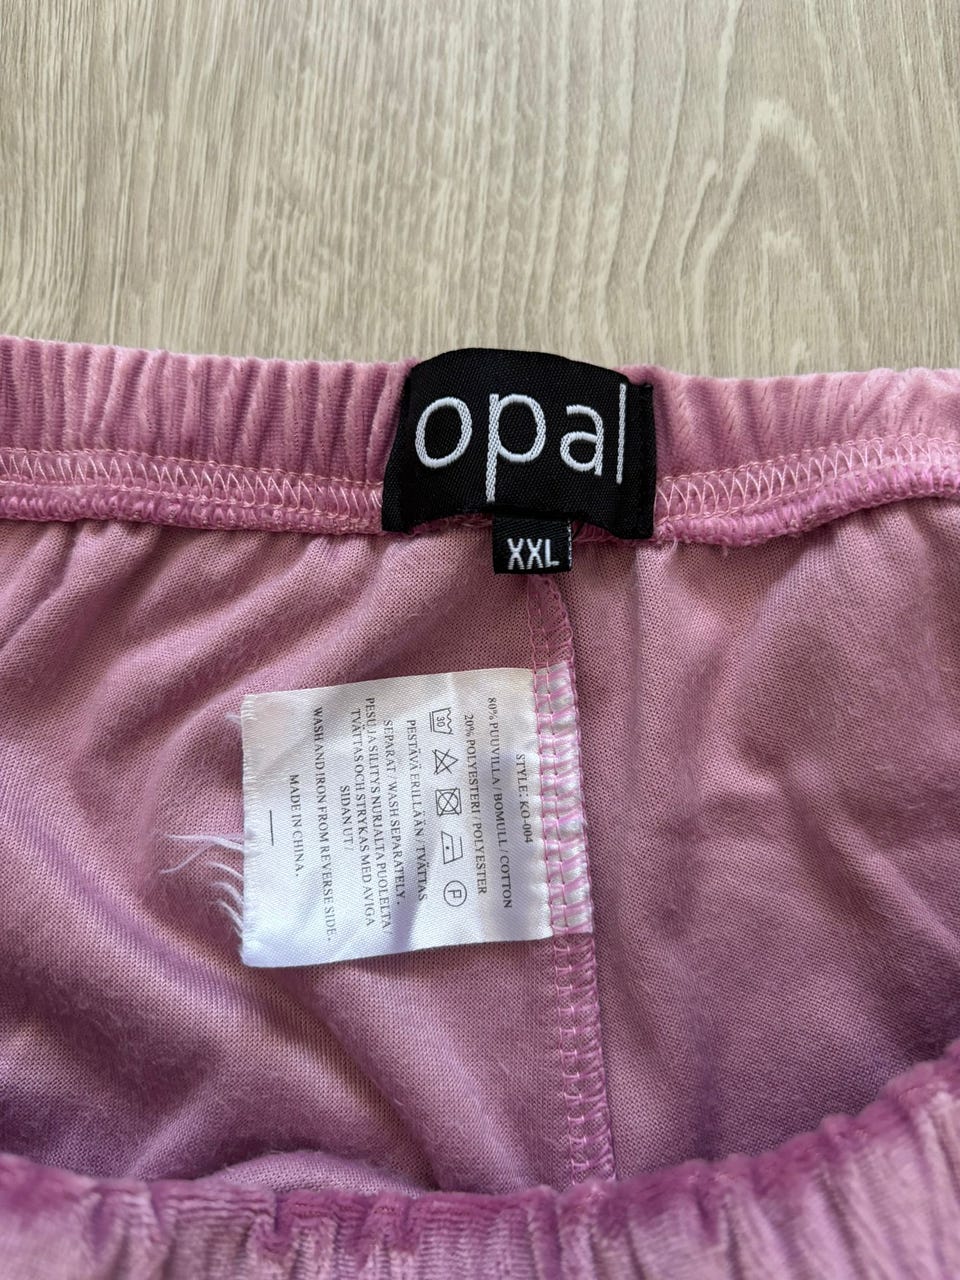 opal
XXL
STYLE: KO-004
80% PUUVILLA / BOMULL / COTTON
20% POLYESTERI / POLYESTER
30 P
PESTÄVÄ ERILLÄÄN / TVÄTTAS
SEPARAT / WASH SEPARATELY.
PESU JA SILITYS NURJALTA PUOLELTA/
TVÄTTAS OCH STRYKAS MED AVIGA
SIDAN UT /
WASH AND IRON FROM REVERSE SIDE.
MADE IN CHINA.